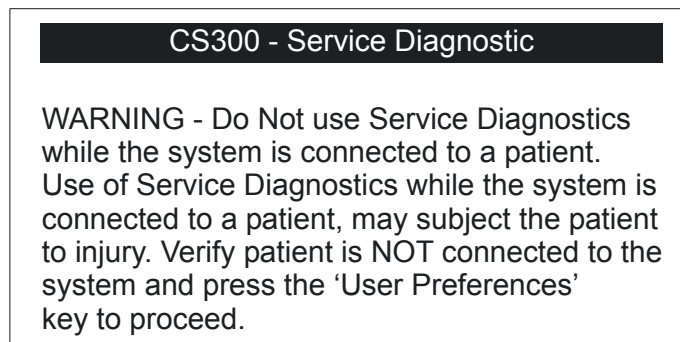 CS300 - Service Diagnostic
WARNING - Do Not use Service Diagnostics
while the system is connected to a patient.
Use of Service Diagnostics while the system is
connected to a patient, may subject the patient
to injury. Verify patient is NOT connected to the
system and press the ‘User Preferences’
key to proceed.